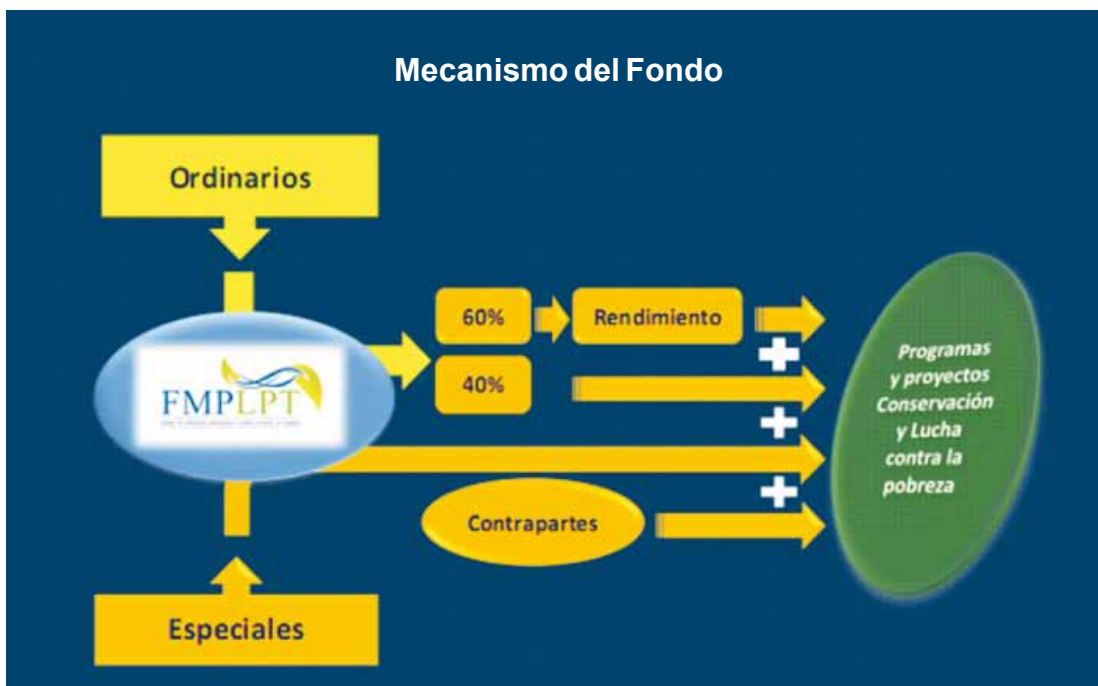 Mecanismo del Fondo
Ordinarios
60%
Rendimiento
40%
FMPLPT
Programas
y proyectos
Conservación
y Lucha
contra la
pobreza
Contrapartes
Especiales